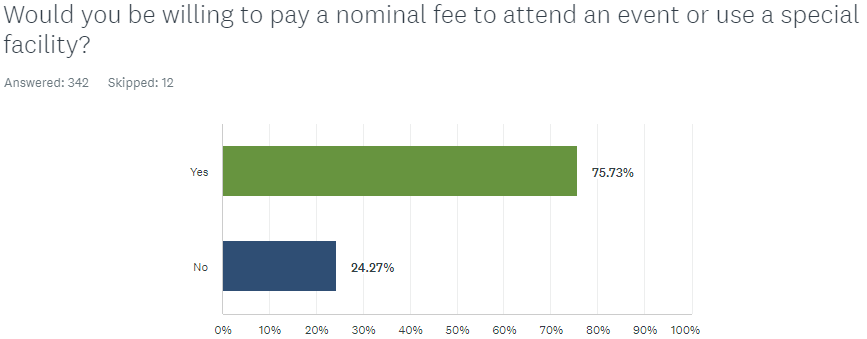 Would you be willing to pay a nominal fee to attend an event or use a special
facility?
Answered: 342 Skipped: 12
Yes 75.73%
No 24.27%
0% 10% 20% 30% 40% 50% 60% 70% 80% 90% 100%